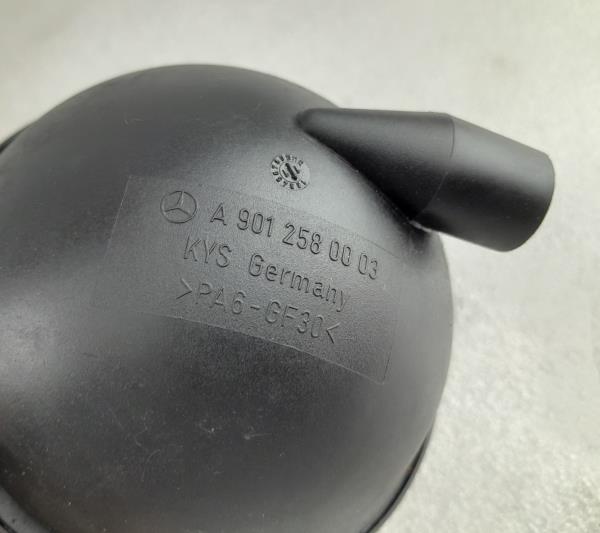 A 901 258 00 03
KYS Germany
>PA6-GF30<